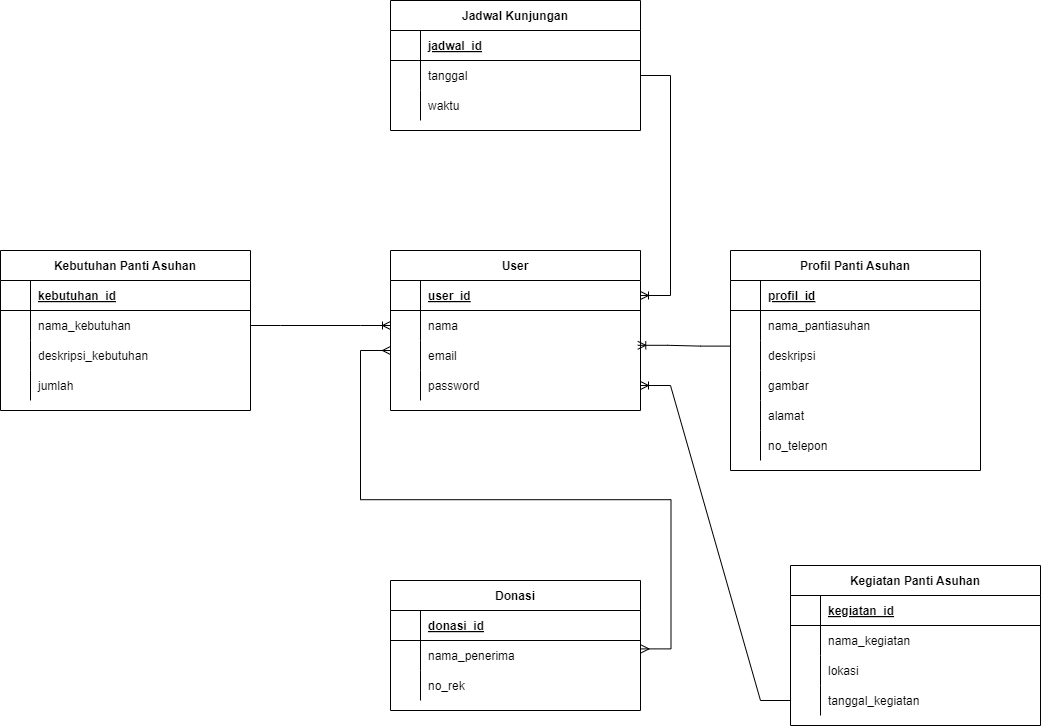 Jadwal Kunjungan
jadwal_id
tanggal
waktu
Kebutuhan Panti Asuhan
kebutuhan_id
nama_kebutuhan
deskripsi_kebutuhan
jumlah
User
user_id
nama
email
password
Profil Panti Asuhan
profil_id
nama_pantiasuhan
deskripsi
gambar
alamat
no_telepon
Donasi
donasi_id
nama_penerima
no_rek
Kegiatan Panti Asuhan
kegiatan_id
nama_kegiatan
lokasi
tanggal_kegiatan